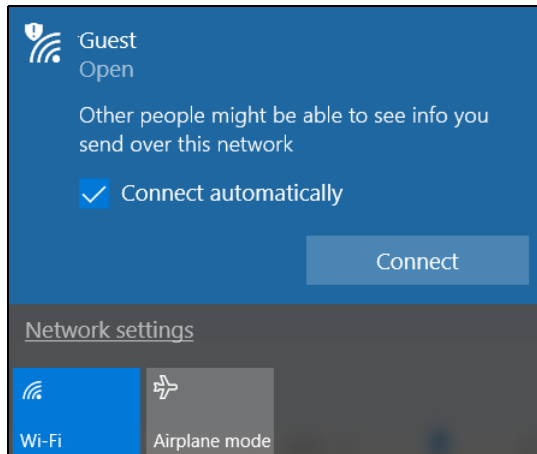 Guest
Open
Other people might be able to see info you
send over this network
Connect automatically
Connect
Network settings
Wi-Fi
Airplane mode